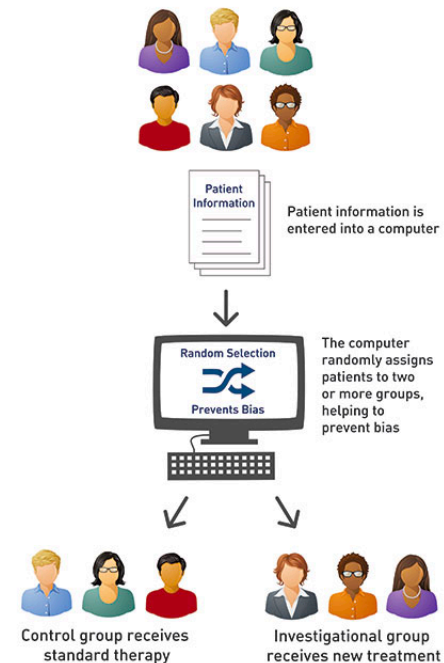 Patient
Information
Patient information is
entered into a computer
Random Selection
Prevents Bias
The computer
randomly assigns
patients to two
or more groups,
helping to
prevent bias
Control group receives
standard therapy
Investigational group
receives new treatment